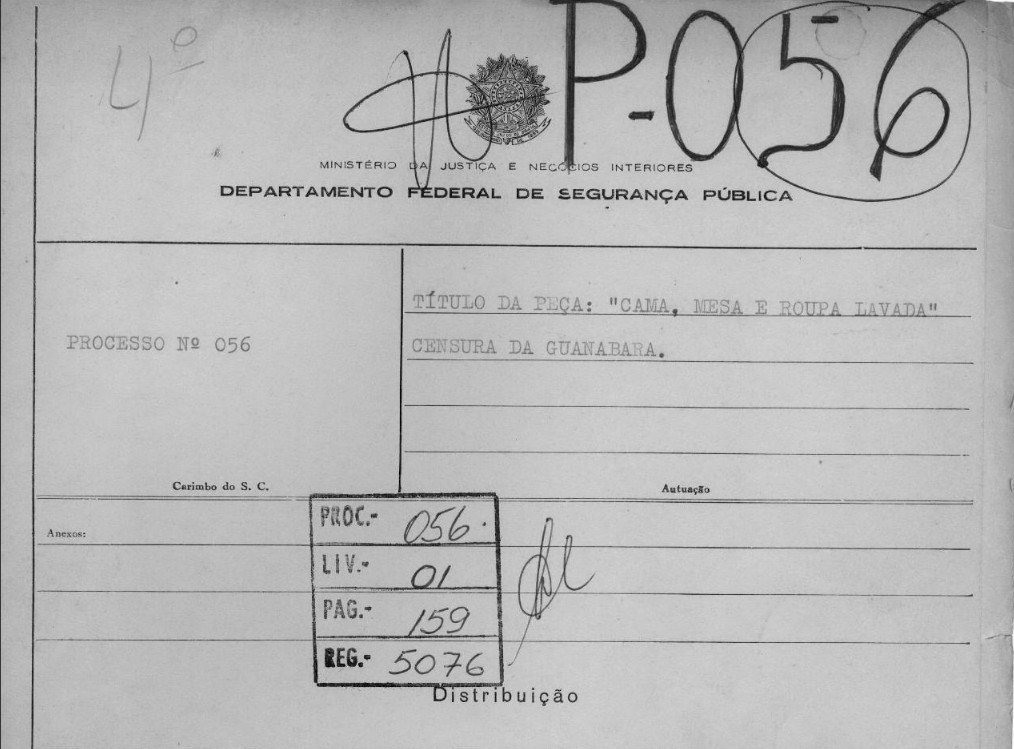 4º
P-056
MINISTÉRIO DA JUSTIÇA E NEGÓCIOS INTERIORES
DEPARTAMENTO FEDERAL DE SEGURANÇA PÚBLICA
PROCESSO Nº 056
TÍTULO DA PEÇA: "CAMA, MESA E ROUPA LAVADA"
CENSURA DA GUANABARA.
Carimbo do S. C.
Autuação
Anexos:
PROC.- 056.
LIV.- 01
PAG.- 159
REG.- 5076
Distribuição